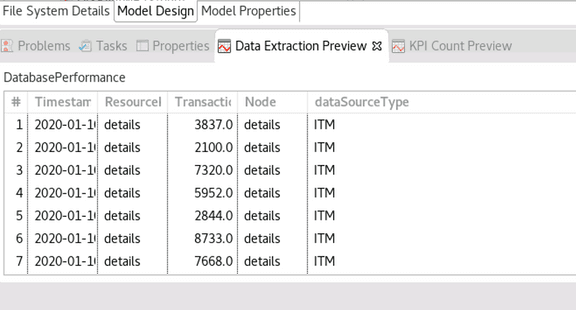 File System Details Model Design Model Properties
Problems Tasks Properties Data Extraction Preview KPI Count Preview
DatabasePerformance
# Timestan ResourceI Transactic Node dataSourceType
1 2020-01-1 details 3837.0 details ITM
2 2020-01-1 details 2100.0 details ITM
3 2020-01-1 details 7320.0 details ITM
4 2020-01-1 details 5952.0 details ITM
5 2020-01-1 details 2844.0 details ITM
6 2020-01-1 details 8733.0 details ITM
7 2020-01-1 details 7668.0 details ITM